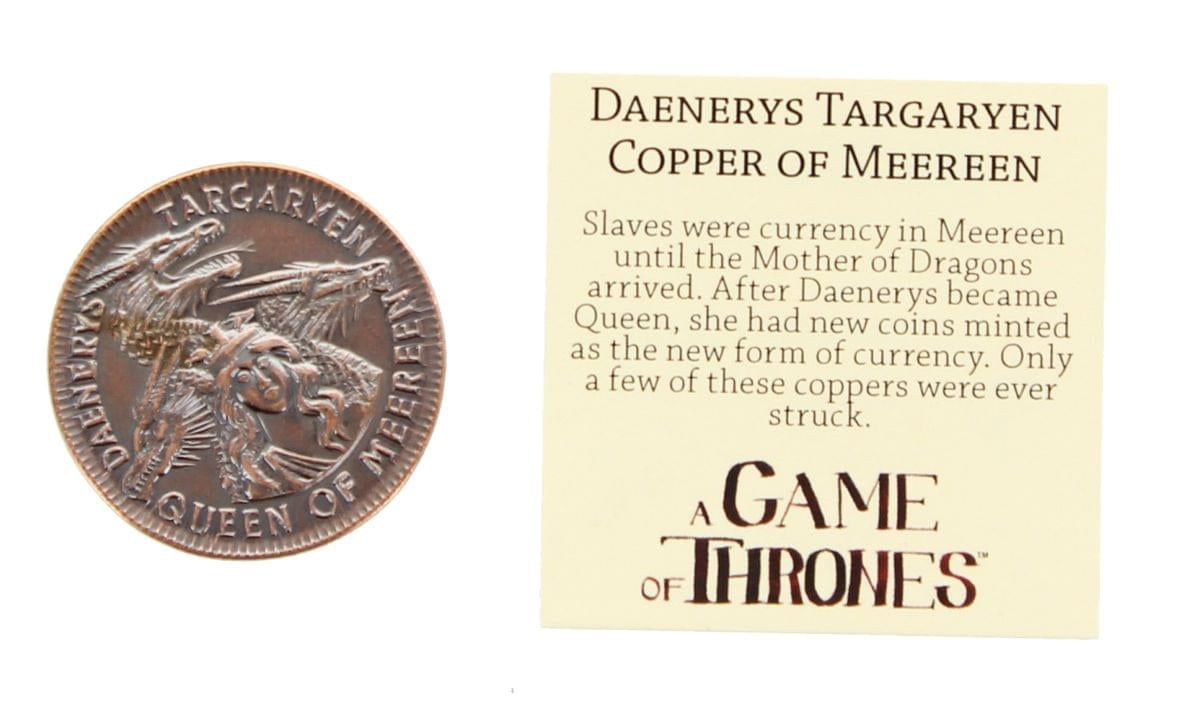 DAENERYS
TARGARYEN
QUEEN OF MEEREEN
DAENERYS TARGARYEN
COPPER OF MEEREEN
Slaves were currency in Meereen
until the Mother of Dragons
arrived. After Daenerys became
Queen, she had new coins minted
as the new form of currency. Only
a few of these coppers were ever
struck.
A GAME
OF THRONES™